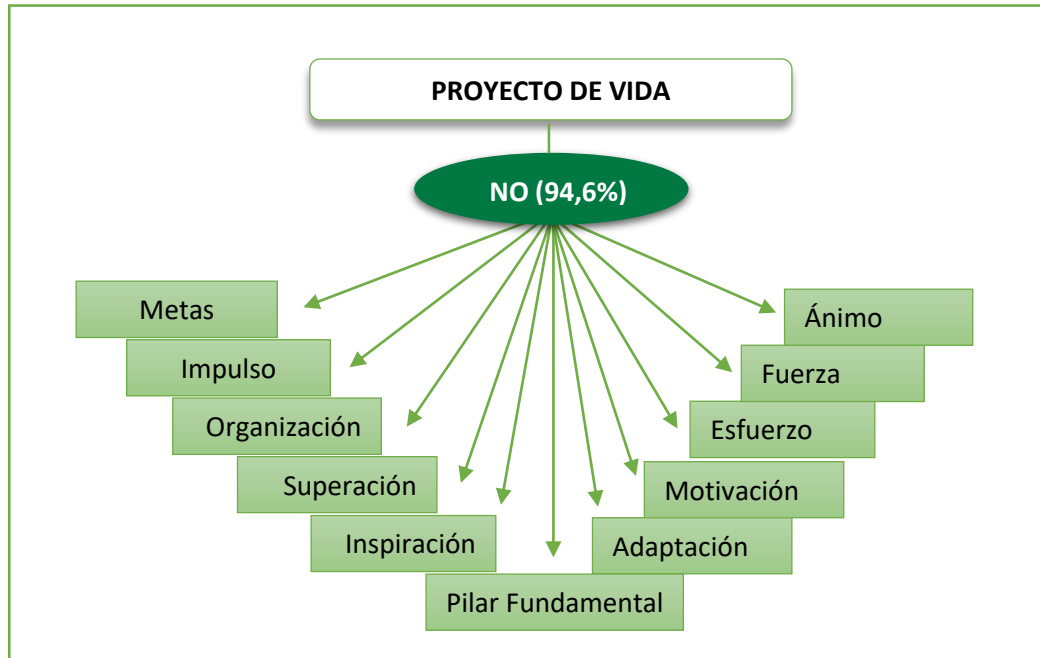 PROYECTO DE VIDA
NO (94,6%)
Metas
Ánimo
Impulso
Fuerza
Organización
Esfuerzo
Superación
Motivación
Inspiración
Adaptación
Pilar Fundamental